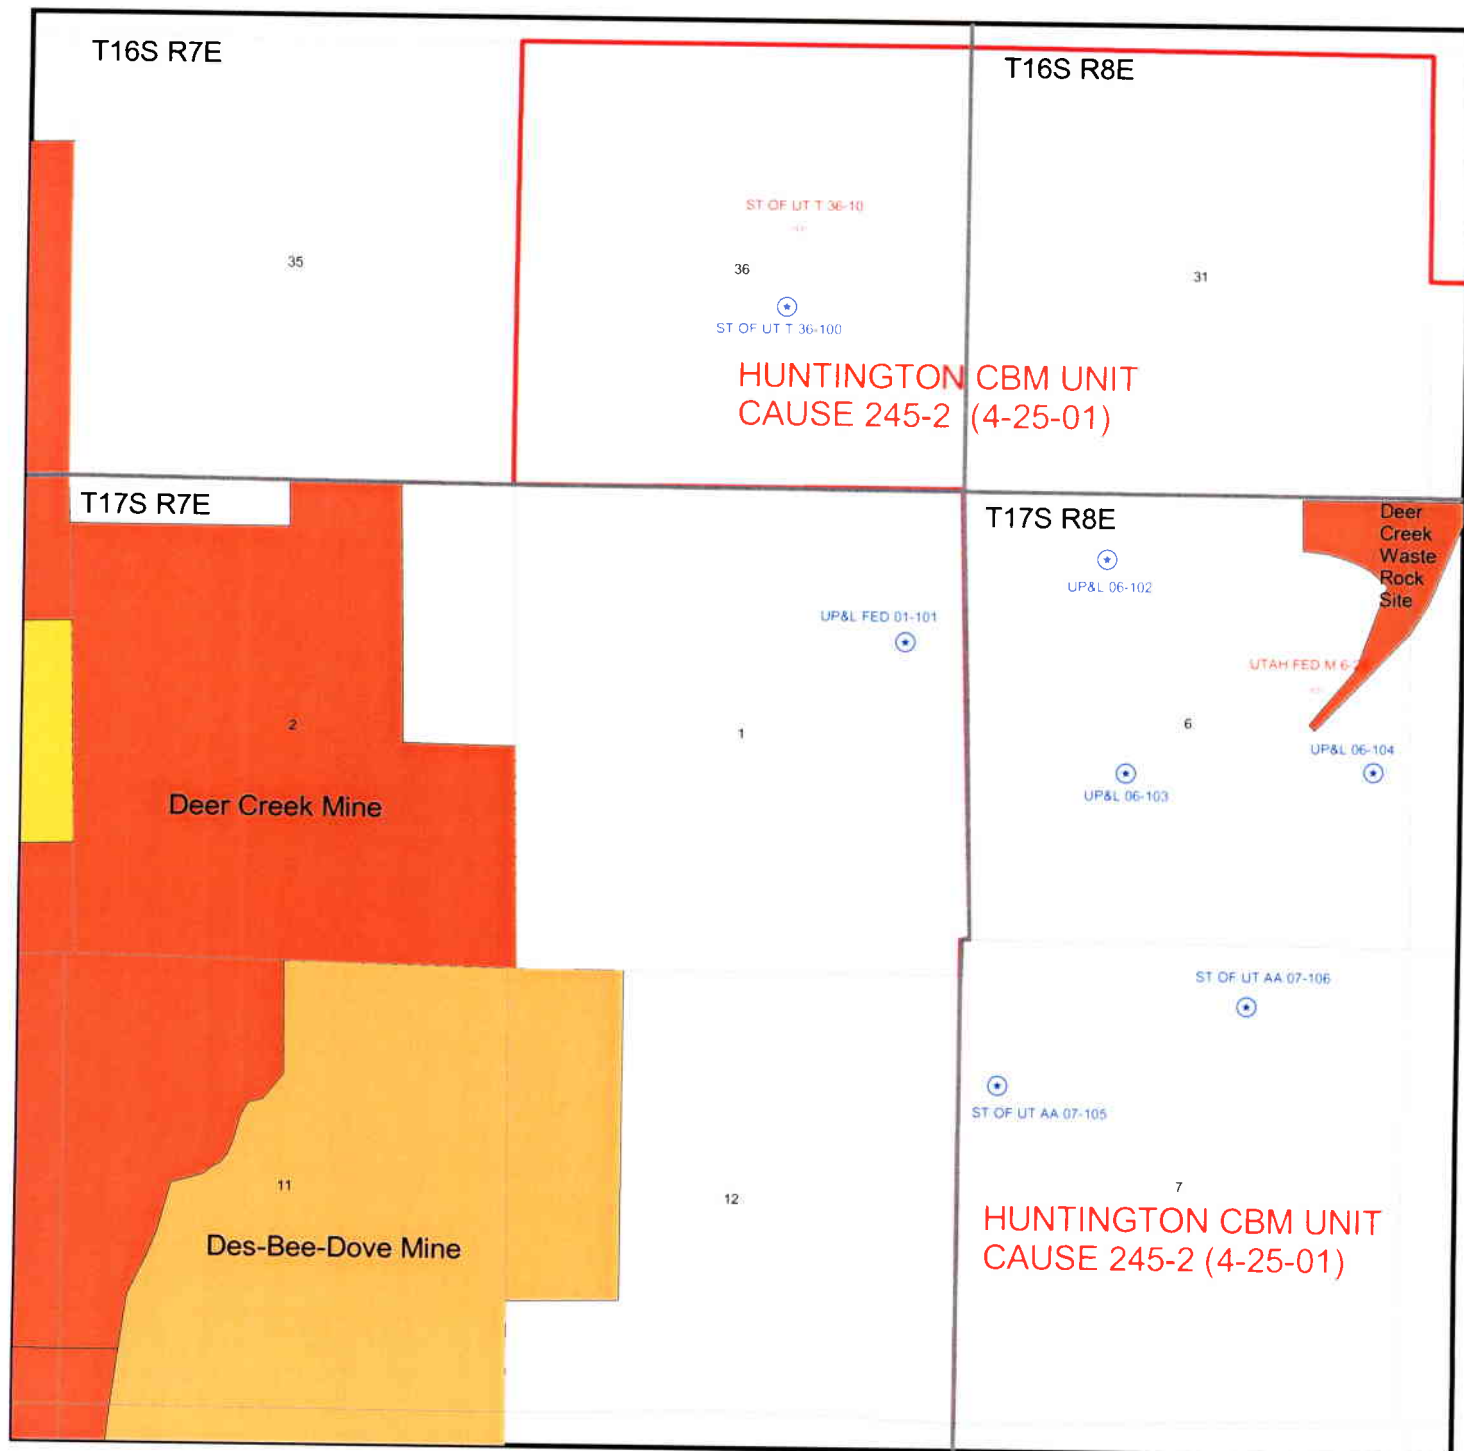 T16S R7E
T16S R8E
ST OF UT T 36-10
35
36
31
ST OF UT T 36-100
HUNTINGTON CBM UNIT
CAUSE 245-2 (4-25-01)
T17S R7E
T17S R8E
Deer
Creek
Waste
Rock
Site
UP&L 06-102
UP&L FED 01-101
UTAH FED M 6-
2
1
6
UP&L 06-104
Deer Creek Mine
UP&L 06-103
ST OF UT AA 07-106
ST OF UT AA 07-105
11
12
7
Des-Bee-Dove Mine
HUNTINGTON CBM UNIT
CAUSE 245-2 (4-25-01)